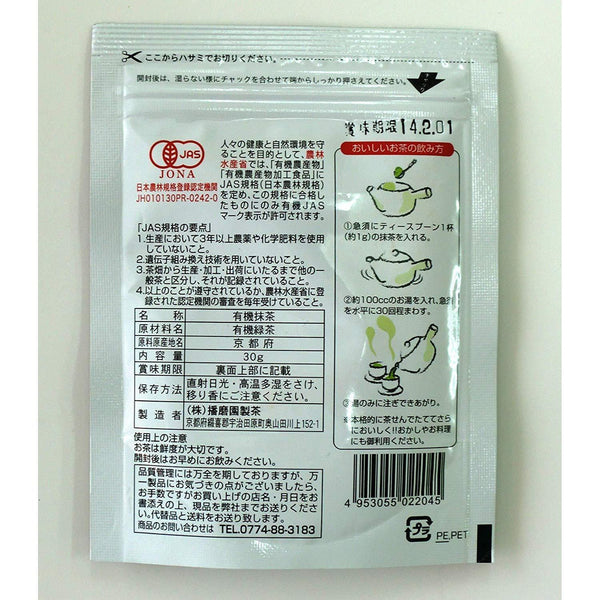 ここからハサミでお切りください。
開封後は、湿らない様にチャックを合わせて端からしっかり押さえてください。
賞味期限 14.2.01
JAS
JONA
日本農林規格登録認定機関
JH010130PR-0242-0
人々の健康と自然環境を守
ることを目的として、農林
水産省では、「有機農産物」
「有機農産物加工食品」に
JAS規格(日本農林規格)
を定め、この規格に合格し
たものにのみ有機JAS
マーク表示が許可されます。
「JAS規格の要点」
1.生産において3年以上農薬や化学肥料を使用
していないこと。
2.遺伝子組み換え技術を用いていないこと。
3.茶畑から生産・加工・出荷にいたるまで他の一
般茶と区分し、それが記録されていること。
4.以上のことが遵守されているか、農林水産省に登
録された認定機関の審査を毎年受けていること。
名称 有機抹茶
原材料名 有機緑茶
原料原産地名 京都府
内容量 30g
賞味期限 裏面上部に記載
保存方法 直射日光・高温多湿をさけ、
移り香にご注意ください。
製造者 (株)播磨園製茶
京都府綴喜郡宇治田原町奥山田川上152-1
使用上の注意
お茶は鮮度が大切です。
開封後はお早めにお飲みください。
品質管理には万全を期しておりますが、万
一製品にお気づきの点がございましたら、
お手数ですがお買い上げの店名・月日をお
書添えの上、現品を弊社までお送りくださ
い。代替品と送料をお送り致します。
商品のお問い合わせは TEL.0774-88-3183
おいしいお茶の飲み方
①急須にティースプーン1杯
(約1g)の抹茶を入れる。
②約100ccのお湯を入れ、急須
を水平に30回程まわす。
③湯のみに注ぎできあがり。
※本格的に茶せんでたててさら
においしく!!おかしやお料理
にも御利用ください。
4 953055 022045
プラ
PE,PET